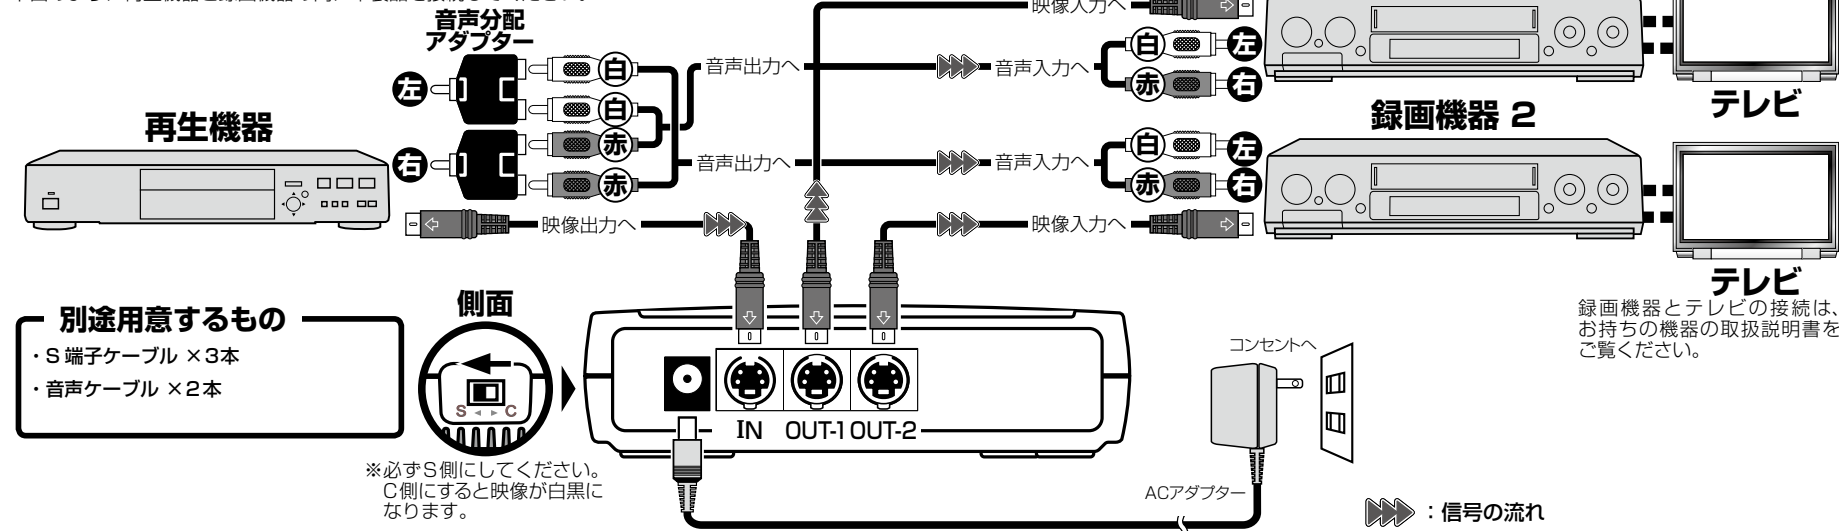 音声分配
アダプター
映像入力へ
左
白
音声出力へ
音声入力へ
白
左
赤
右
テレビ
再生機器
白
赤
録画機器 2
右
赤
音声出力へ
音声入力へ
白
左
赤
右
映像出力へ
映像入力へ
テレビ
録画機器とテレビの接続は、
お持ちの機器の取扱説明書を
ご覧ください。
別途用意するもの
・S 端子ケーブル ×3本
・音声ケーブル ×2本
側面
S ◀ ▶ C
※必ずS側にしてください。
C側にすると映像が白黒に
なります。
IN OUT-1 OUT-2
コンセントへ
ACアダプター
：信号の流れ